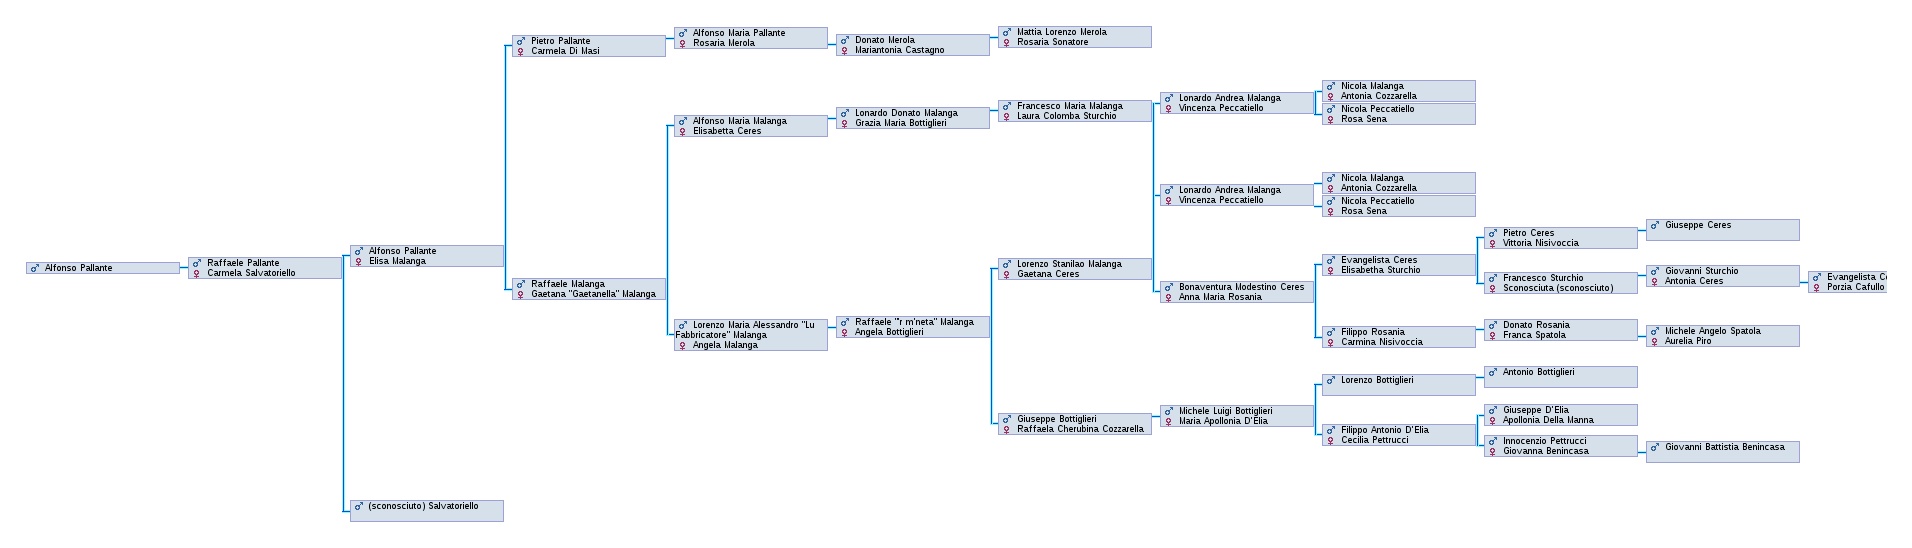 Alfonso Pallante
Raffaele Pallante
Carmela Salvatoriello
Alfonso Pallante
Elisa Malanga
(sconosciuto) Salvatoriello
Pietro Pallante
Carmela Di Masi
Raffaele Malanga
Gaetana "Gaetanella" Malanga
Alfonso Maria Pallante
Rosaria Merola
Alfonso Maria Malanga
Elisabetta Ceres
Lorenzo Maria Alessandro "Lu
Fabbricatore" Malanga
Angela Malanga
Donato Merola
Mariantonia Castagno
Lonardo Donato Malanga
Grazia Maria Bottiglieri
Raffaele "'r m'neta" Malanga
Angela Bottiglieri
Mattia Lorenzo Merola
Rosaria Sonatore
Francesco Maria Malanga
Laura Colomba Sturchio
Lorenzo Stanilao Malanga
Gaetana Ceres
Giuseppe Bottiglieri
Raffaela Cherubina Cozzarella
Lonardo Andrea Malanga
Vincenza Peccatiello
Lonardo Andrea Malanga
Vincenza Peccatiello
Bonaventura Modestino Ceres
Anna Maria Rosania
Michele Luigi Bottiglieri
Maria Apollonia D'Elia
Nicola Malanga
Antonia Cozzarella
Nicola Peccatiello
Rosa Sena
Nicola Malanga
Antonia Cozzarella
Nicola Peccatiello
Rosa Sena
Evangelista Ceres
Elisabetha Sturchio
Filippo Rosania
Carmina Nisivoccia
Lorenzo Bottiglieri
Filippo Antonio D'Elia
Cecilia Pettrucci
Pietro Ceres
Vittoria Nisivoccia
Francesco Sturchio
Sconosciuta (sconosciuto)
Donato Rosania
Franca Spatola
Antonio Bottiglieri
Giuseppe D'Elia
Apollonia Della Manna
Innocenzio Pettrucci
Giovanna Benincasa
Giuseppe Ceres
Giovanni Sturchio
Antonia Ceres
Michele Angelo Spatola
Aurelia Piro
Giovanni Battistia Benincasa
Evangelista
Porzia Cafullo